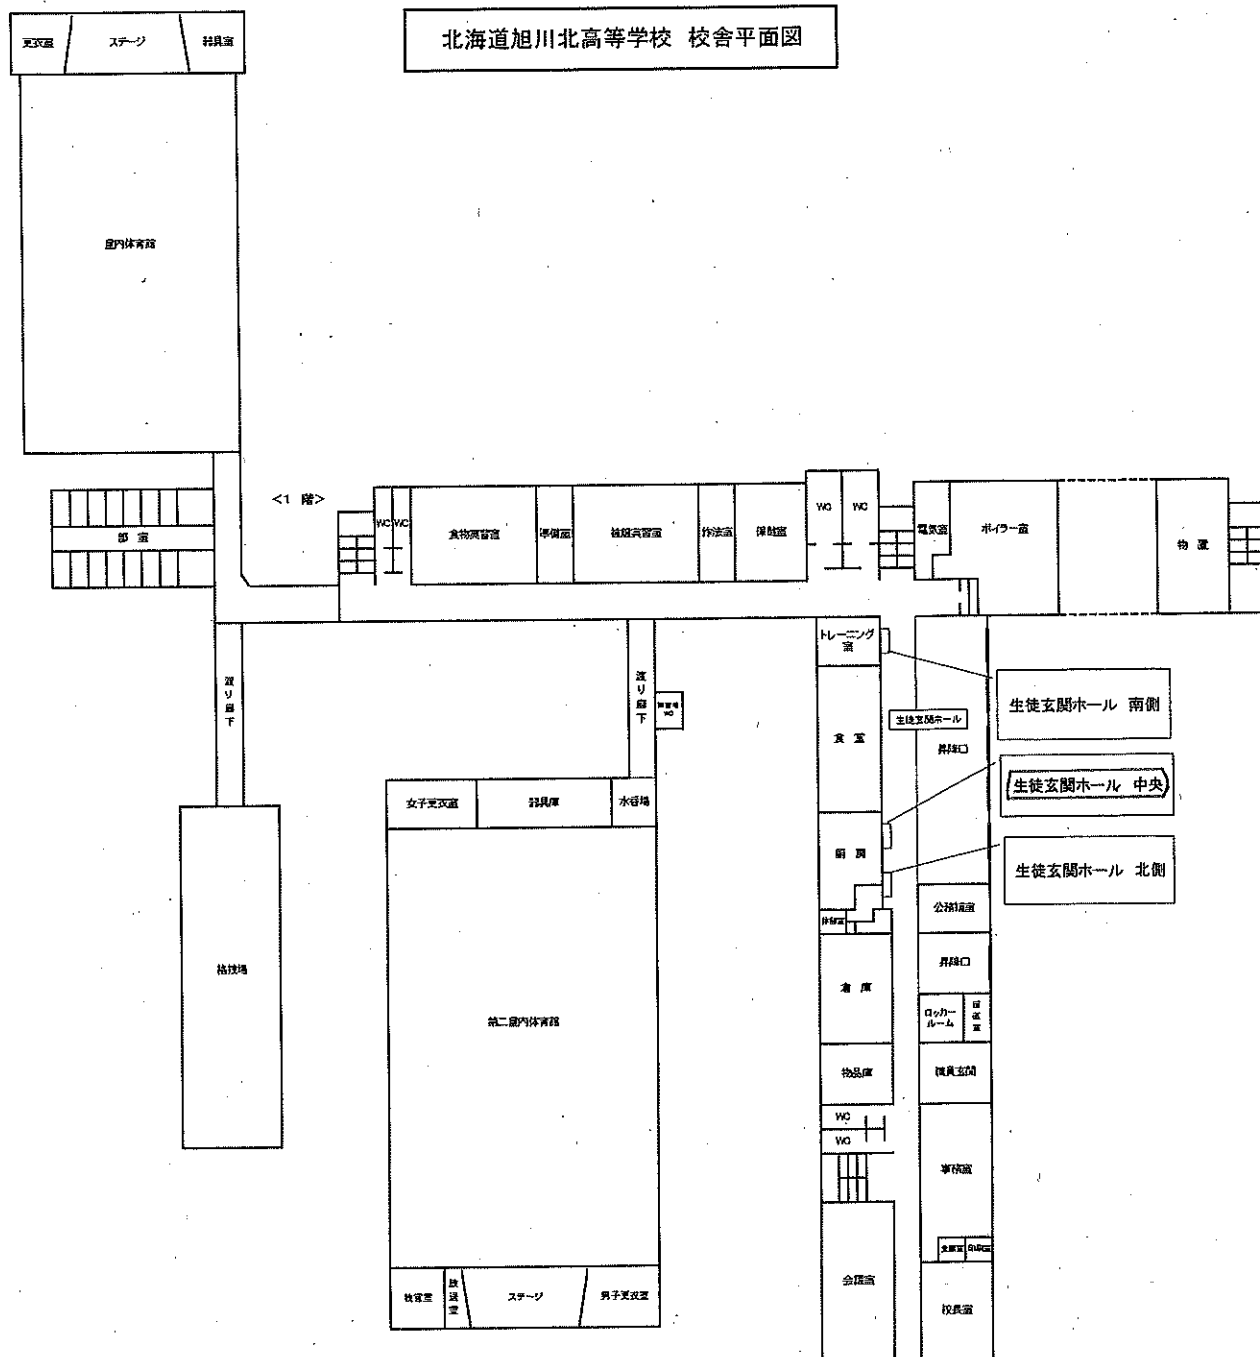 北海道旭川北高等学校 校舎平面図
更衣室
ステージ
器具室
屋内体育館
<1 階>
部 室
WC
WC
食物実習室
準備室
被服実習室
作法室
保健室
WC
WC
電気室
ボイラー室
物 置
トレーニング
室
渡り廊下
渡り廊下
生徒玄関ホール 南側
生徒玄関ホール
食 堂
昇降口
生徒玄関ホール 中央
女子更衣室
器具庫
水呑場
厨 房
生徒玄関ホール 北側
公務補室
格技場
昇降口
倉 庫
ロッカー
ルーム
第二屋内体育館
物品庫
職員玄関
WC
WC
事務室
印刷室
会議室
校長室
教官室
放送室
ステージ
男子更衣室